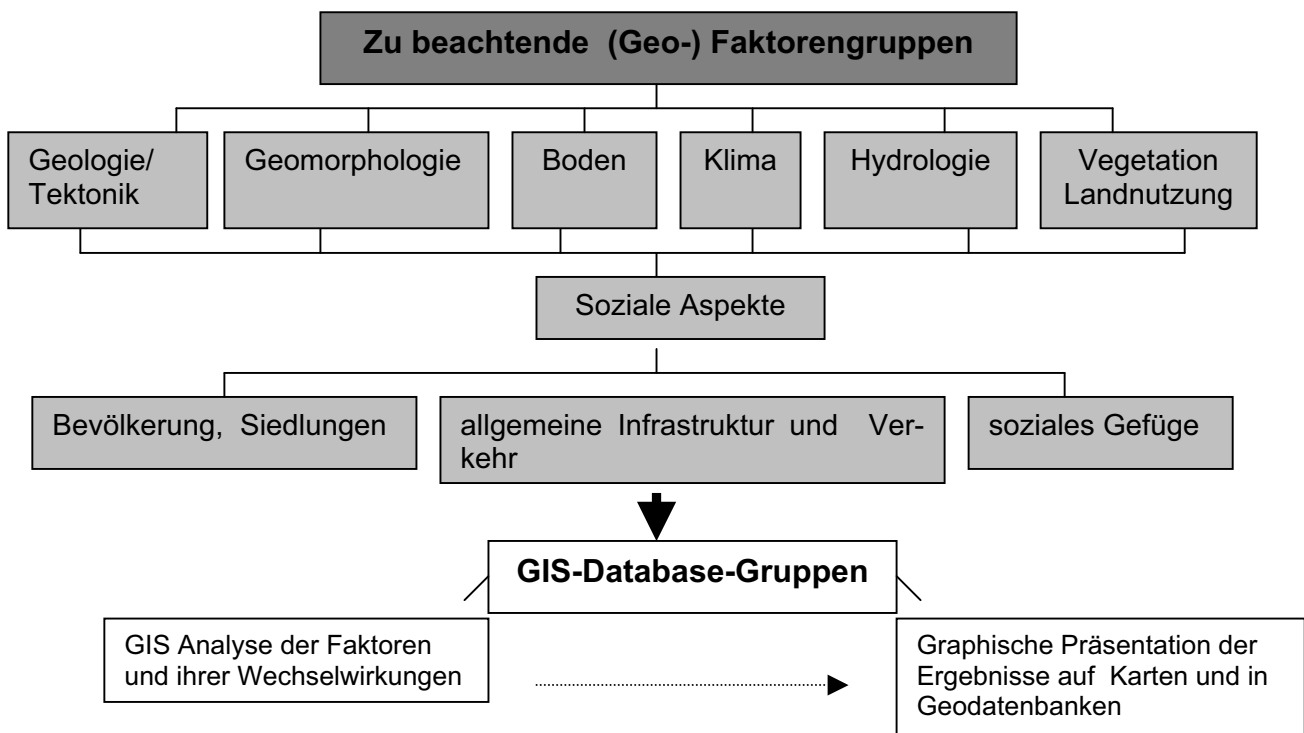 Zu beachtende (Geo-) Faktorengruppen
Geologie/
Tektonik
Geomorphologie
Boden
Klima
Hydrologie
Vegetation
Landnutzung
Soziale Aspekte
Bevölkerung, Siedlungen
allgemeine Infrastruktur und Ver-
kehr
soziales Gefüge
GIS-Database-Gruppen
GIS Analyse der Faktoren
und ihrer Wechselwirkungen
Graphische Präsentation der
Ergebnisse auf Karten und in
Geodatenbanken